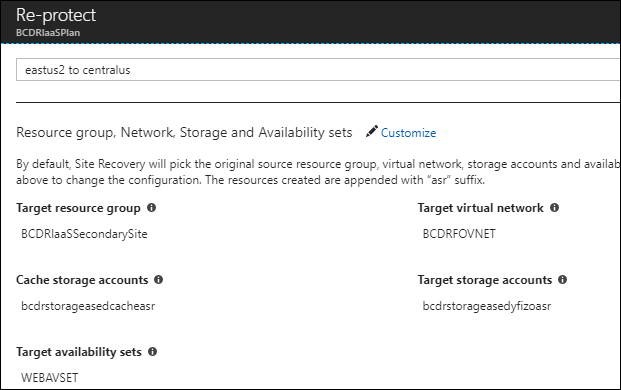 Re-protect
BCDRIaaSPlan
eastus2 to centralus
Resource group, Network, Storage and Availability sets Customize
By default, Site Recovery will pick the original source resource group, virtual network, storage accounts and availab
above to change the configuration. The resources created are appended with “asr” suffix.
Target resource group Target virtual network
BCDRIaaSSecondarySite BCDRFOVNET
Cache storage accounts Target storage accounts
bcdrstorageasedcacheasr bcdrstorageasedyfizoasr
Target availability sets
WEBAVSET